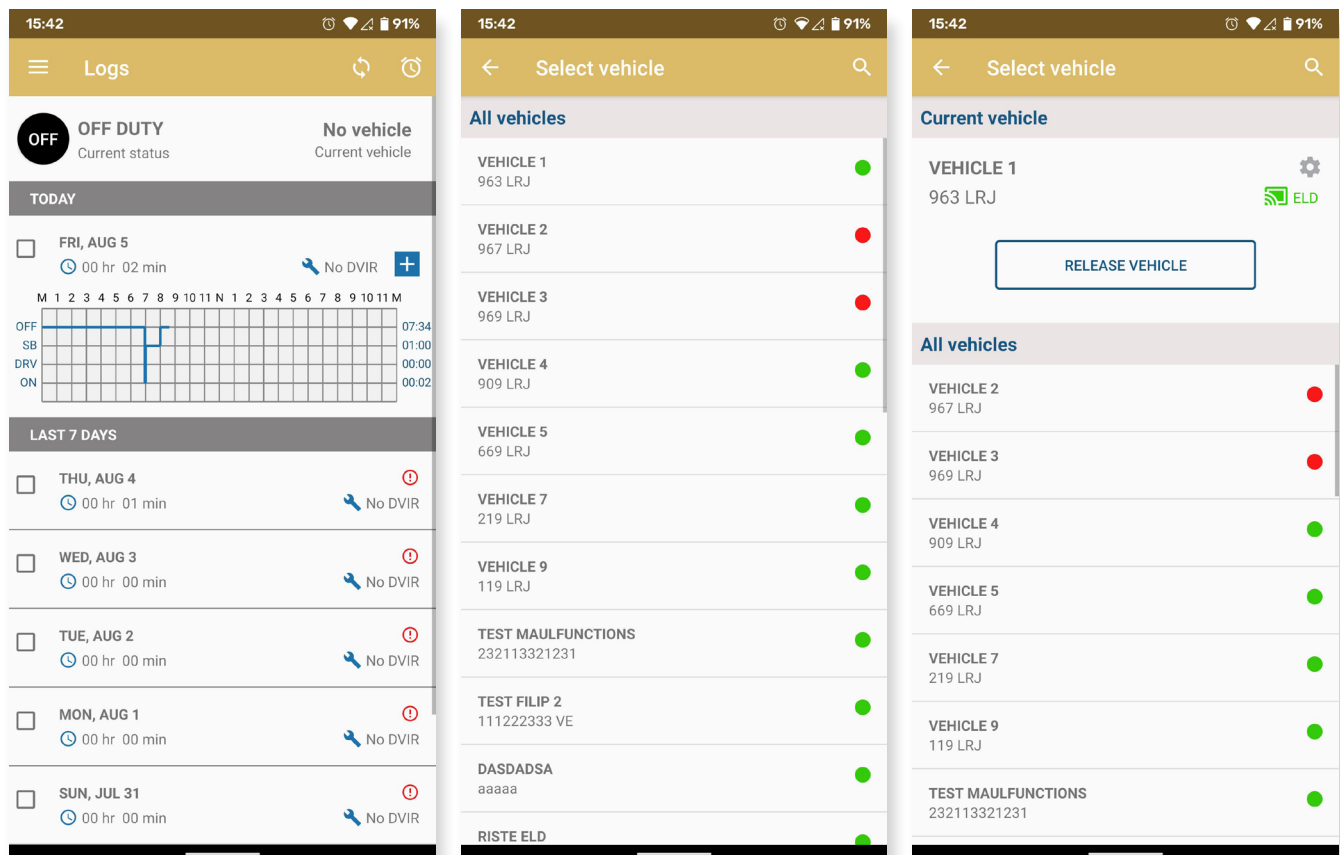 15:42
91%
Logs
OFF
OFF DUTY
Current status
No vehicle
Current vehicle
TODAY
FRI, AUG 5
00 hr 02 min
No DVIR
M 1 2 3 4 5 6 7 8 9 10 11 N 1 2 3 4 5 6 7 8 9 10 11 M
OFF 07:34
SB 01:00
DRV 00:00
ON 00:02
LAST 7 DAYS
THU, AUG 4
00 hr 01 min
No DVIR
WED, AUG 3
00 hr 00 min
No DVIR
TUE, AUG 2
00 hr 00 min
No DVIR
MON, AUG 1
00 hr 00 min
No DVIR
SUN, JUL 31
00 hr 00 min
No DVIR
15:42
91%
Select vehicle
All vehicles
VEHICLE 1
963 LRJ
VEHICLE 2
967 LRJ
VEHICLE 3
969 LRJ
VEHICLE 4
909 LRJ
VEHICLE 5
669 LRJ
VEHICLE 7
219 LRJ
VEHICLE 9
119 LRJ
TEST MAULFUNCTIONS
232113321231
TEST FILIP 2
111222333 VE
DASDADSA
aaaaa
RISTE ELD
15:42
91%
Select vehicle
Current vehicle
VEHICLE 1
963 LRJ
ELD
RELEASE VEHICLE
All vehicles
VEHICLE 2
967 LRJ
VEHICLE 3
969 LRJ
VEHICLE 4
909 LRJ
VEHICLE 5
669 LRJ
VEHICLE 7
219 LRJ
VEHICLE 9
119 LRJ
TEST MAULFUNCTIONS
232113321231